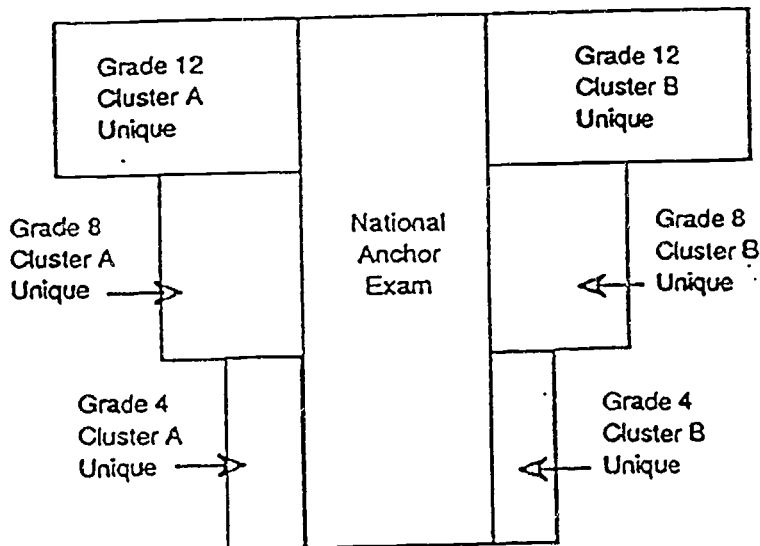 Grade 12
Cluster A
Unique
Grade 12
Cluster B
Unique
Grade 8
Cluster A
Unique
National
Anchor
Exam
Grade 8
Cluster B
Unique
Grade 4
Cluster A
Unique
Grade 4
Cluster B
Unique